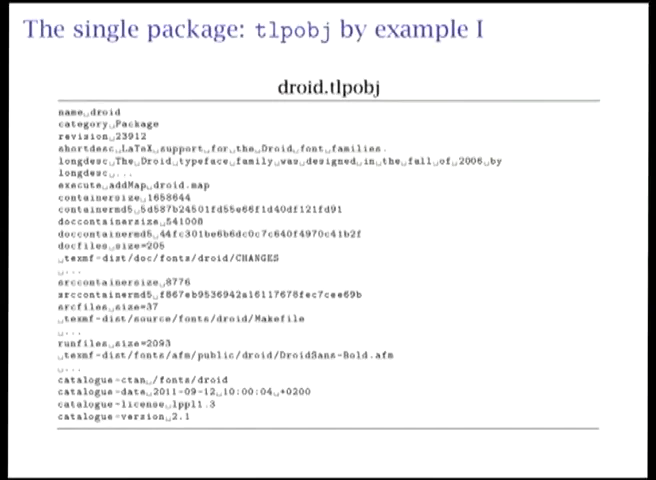 The single package: tlpobj by example I
droid.tlpobj
name␣droid
category␣Package
revision␣23912
shortdesc␣LaTeX␣support␣for␣the␣Droid␣font␣families.
longdesc␣The␣Droid␣typeface␣family␣was␣designed␣in␣the␣fall␣of␣2006␣by
longdesc␣...
execute␣addMap␣droid.map
containersize␣1658644
containermd5␣5d587b24501fd55e66f1d40df121fd91
doccontainersize␣541008
doccontainermd5␣44fc301be6b6dc0c7c640f4970c41b2f
docfiles␣size=205
␣texmf-dist/doc/fonts/droid/CHANGES
␣...
srccontainersize␣8776
srccontainermd5␣f867eb9536942a16117678fec7cee69b
srcfiles␣size=37
␣texmf-dist/source/fonts/droid/Makefile
␣...
runfiles␣size=2093
␣texmf-dist/fonts/afm/public/droid/DroidSans-Bold.afm
␣...
catalogue-ctan␣/fonts/droid
catalogue-date␣2011-09-12␣10:00:04␣+0200
catalogue-license␣lppl1.3
catalogue-version␣2.1